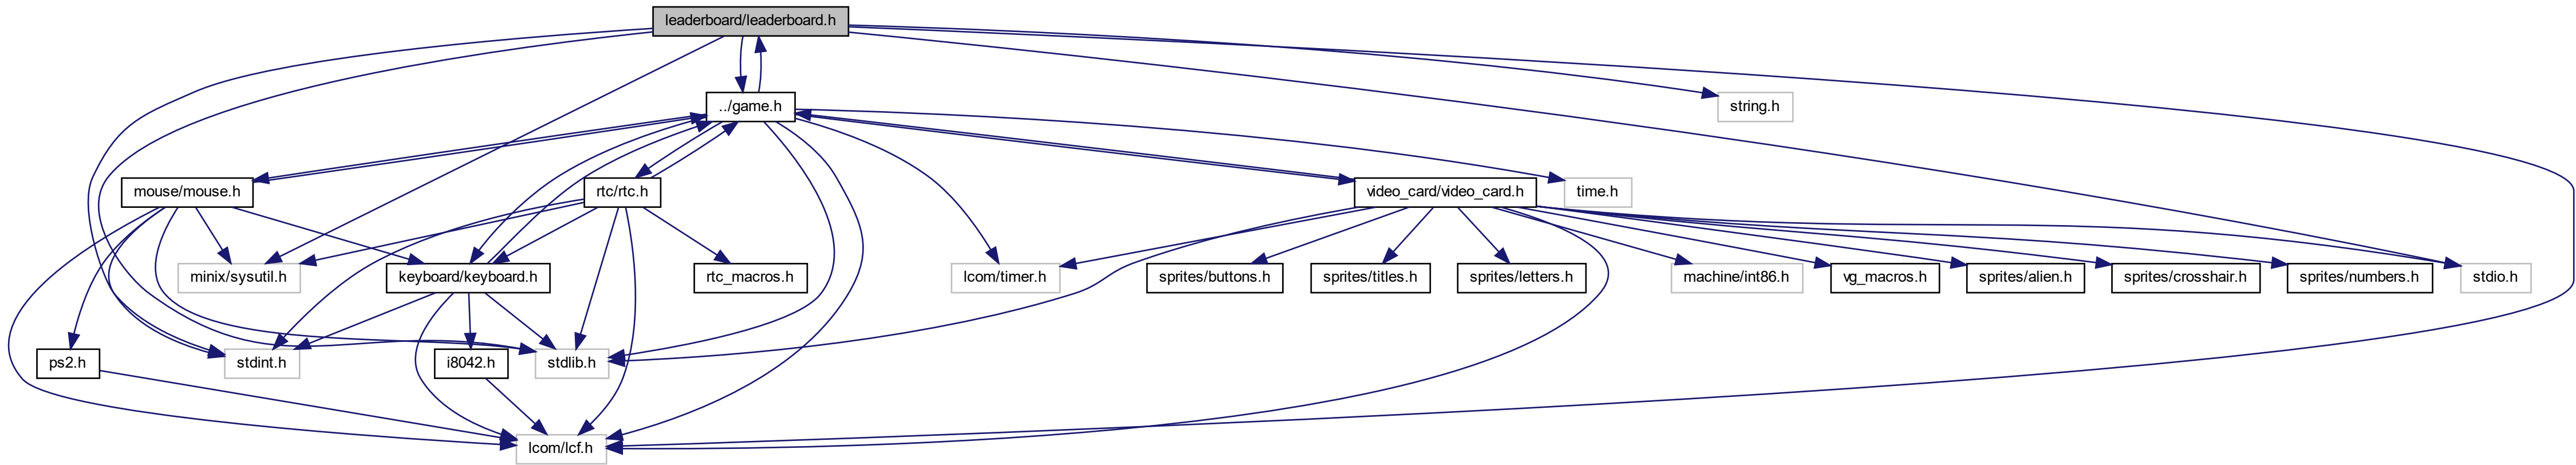 leaderboard/leaderboard.h
../game.h
string.h
mouse/mouse.h
rtc/rtc.h
video_card/video_card.h
time.h
minix/sysutil.h
keyboard/keyboard.h
rtc_macros.h
lcom/timer.h
sprites/buttons.h
sprites/titles.h
sprites/letters.h
machine/int86.h
vg_macros.h
sprites/alien.h
sprites/crosshair.h
sprites/numbers.h
stdio.h
ps2.h
stdint.h
i8042.h
stdlib.h
lcom/lcf.h